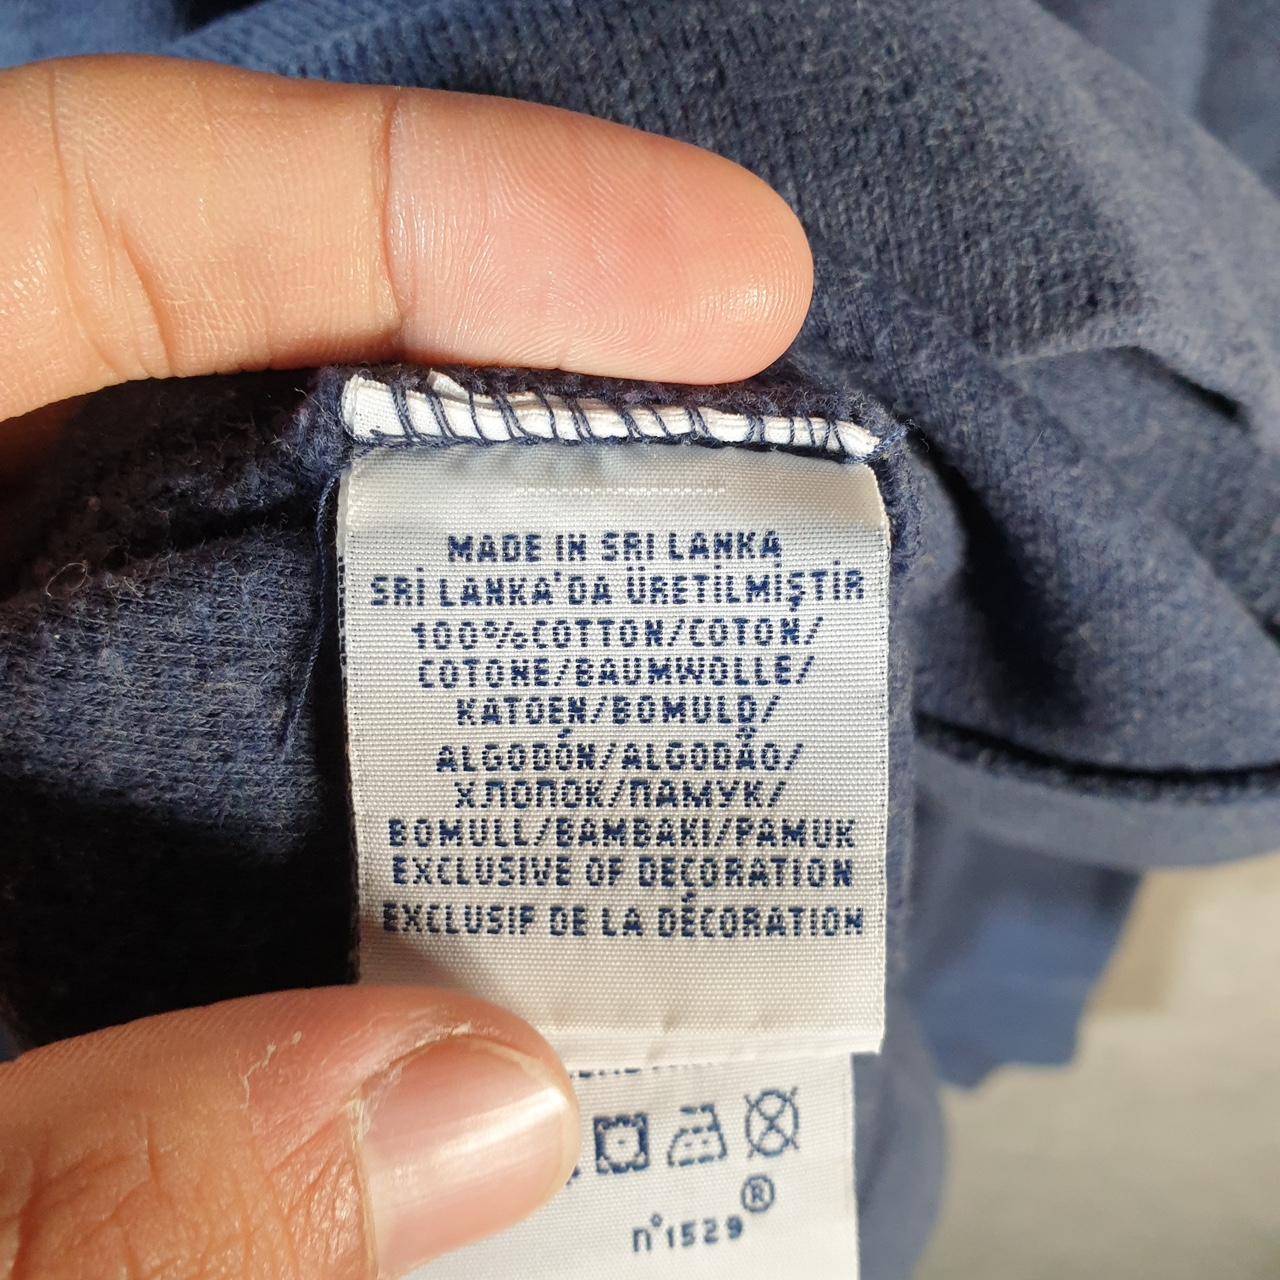 MADE IN SRI LANKA
SRİ LANKA'DA ÜRETİLMİŞTİR
100%COTTON/COTON/
COTONE/BAUMWOLLE/
KATOEN/BOMULD/
ALGODÓN/ALGODÃO/
ХЛОПОК/ПАМУК/
BOMULL/BAMBAKI/PAMUK
EXCLUSIVE OF DECORATION
EXCLUSIF DE LA DÉCORATION
n°1529®